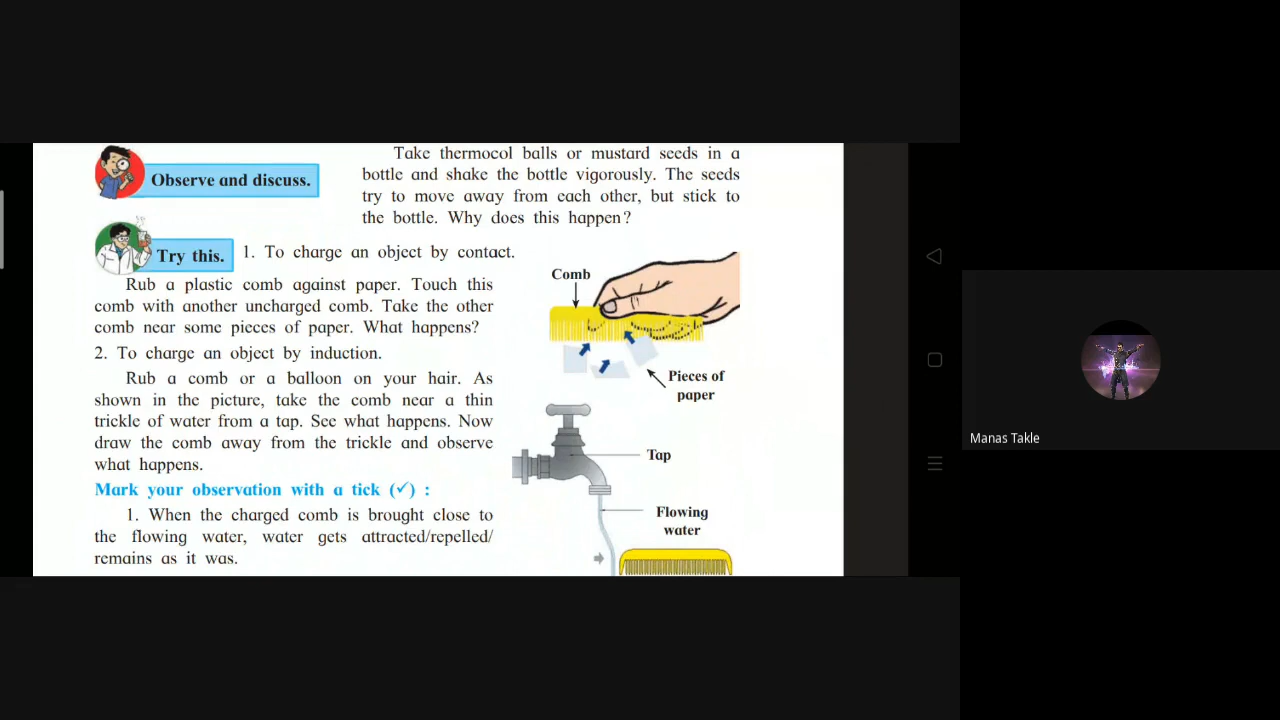 Take thermocol balls or mustard seeds in a
Observe and discuss.
bottle and shake the bottle vigorously. The seeds
try to move away from each other, but stick to
the bottle. Why does this happen?
Try this.
1. To charge an object by contact.
Rub a plastic comb against paper. Touch this
comb with another uncharged comb. Take the other
comb near some pieces of paper. What happens?
2. To charge an object by induction.
Rub a comb or a balloon on your hair. As
shown in the picture, take the comb near a thin
trickle of water from a tap. See what happens. Now
draw the comb away from the trickle and observe
what happens.
Mark your observation with a tick (✓) :
1. When the charged comb is brought close to
the flowing water, water gets attracted/repelled/
remains as it was.
Comb
Pieces of
paper
Tap
Flowing
water
Manas Takle